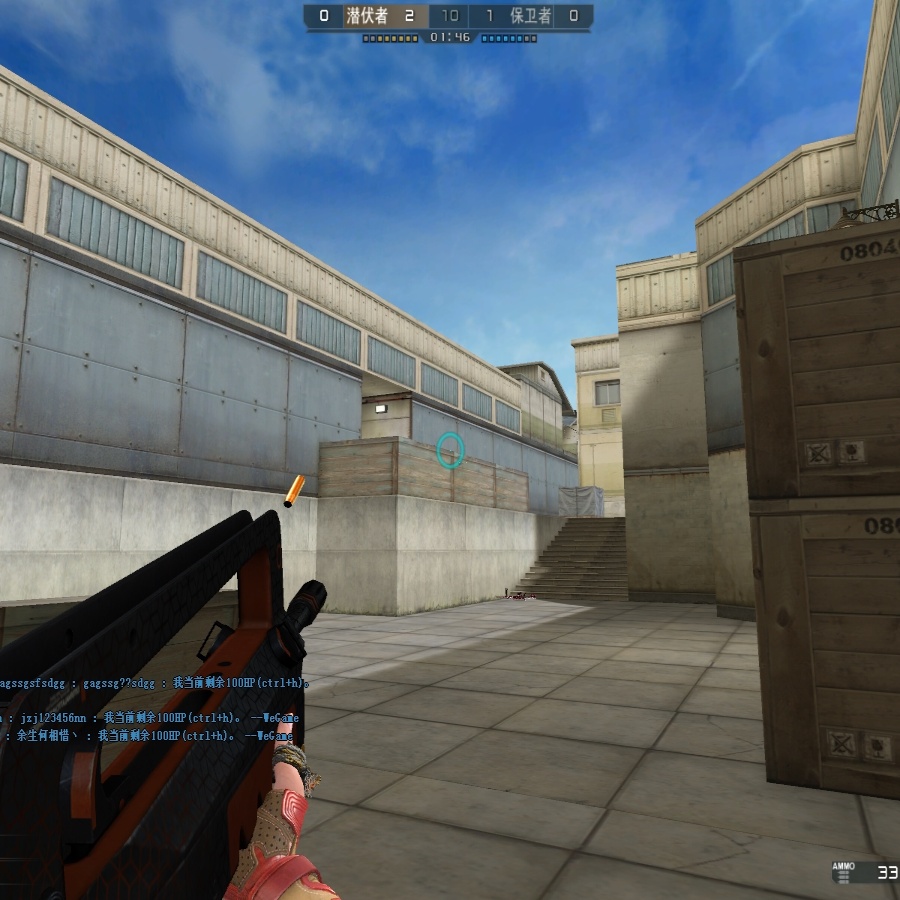 0 潜伏者 2 10 1 保卫者 0
01:46
0804
080
agssgsfsdgg : gagssg??sdgg : 我当前剩余100HP(ctrl+h)。
: jzj123456nn : 我当前剩余100HP(ctrl+h)。 --WeGame
: 余生何相惜丶 : 我当前剩余100HP(ctrl+h)。 --WeGame
AMMO
33